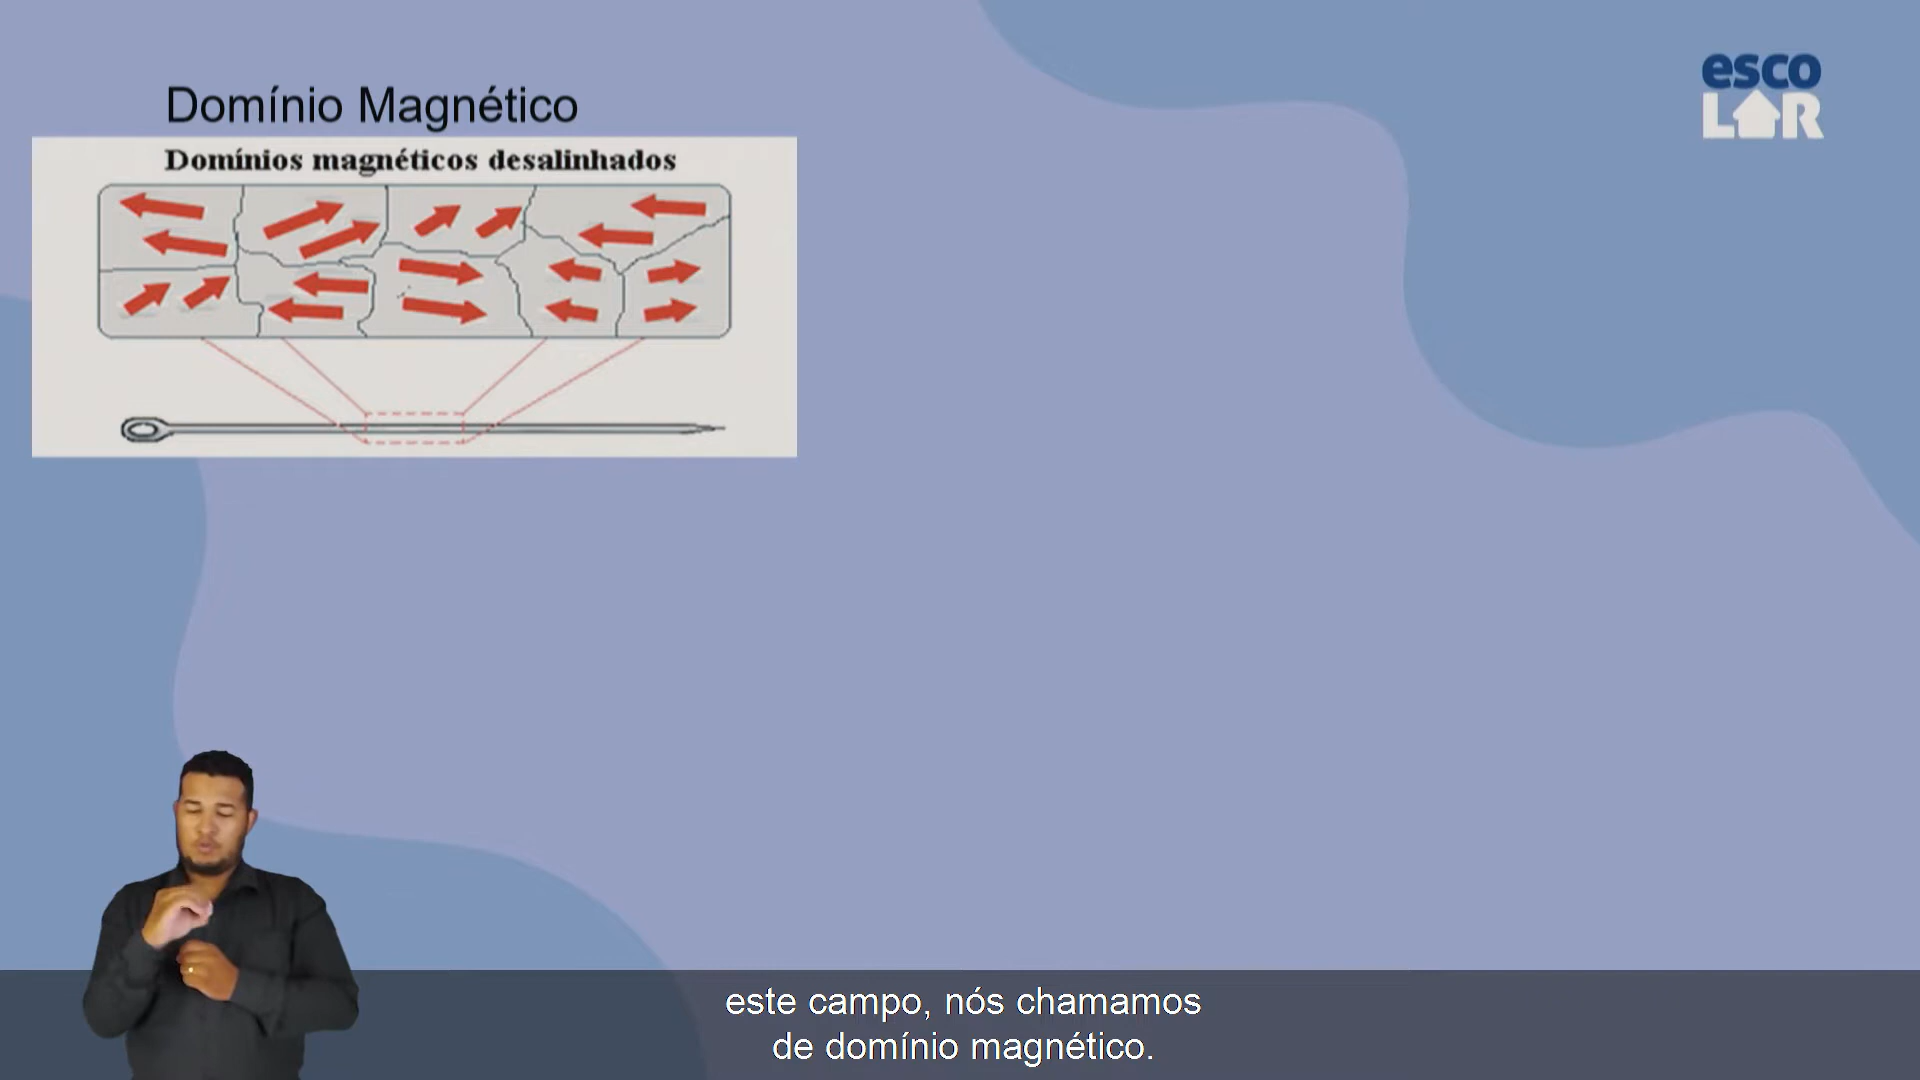 esco
LAR
Domínio Magnético
Domínios magnéticos desalinhados
este campo, nós chamamos
de domínio magnético.